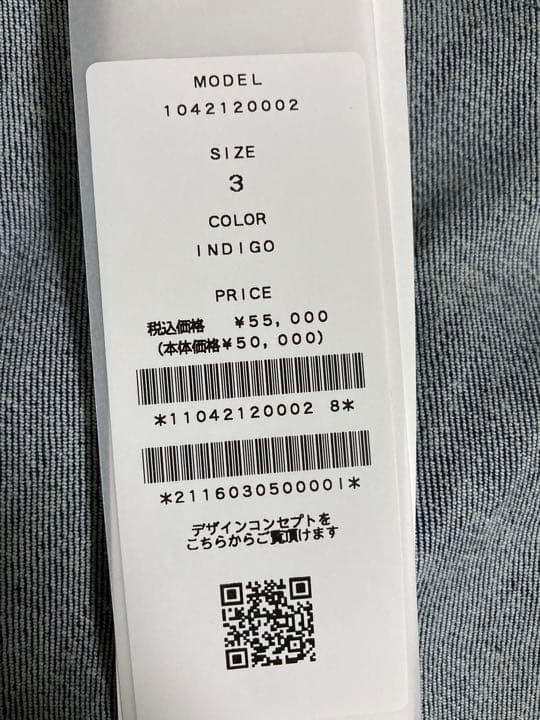 MODEL
1042120002
SIZE
3
COLOR
INDIGO
PRICE
税込価格 ¥55,000
(本体価格¥50,000)
*11042120002 8*
*2116030500001*
デザインコンセプトを
こちらからご覧頂けます